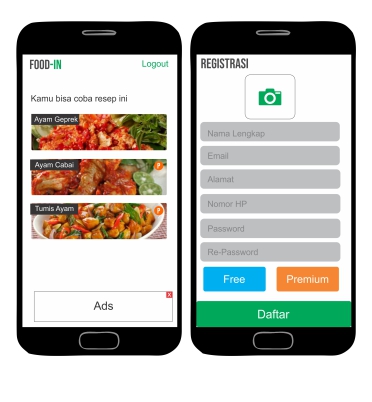 FOOD-IN
Logout
Kamu bisa coba resep ini
Ayam Geprek
Ayam Cabai
P
Tumis Ayam
P
X
Ads
REGISTRASI
Nama Lengkap
Email
Alamat
Nomor HP
Password
Re-Password
Free
Premium
Daftar